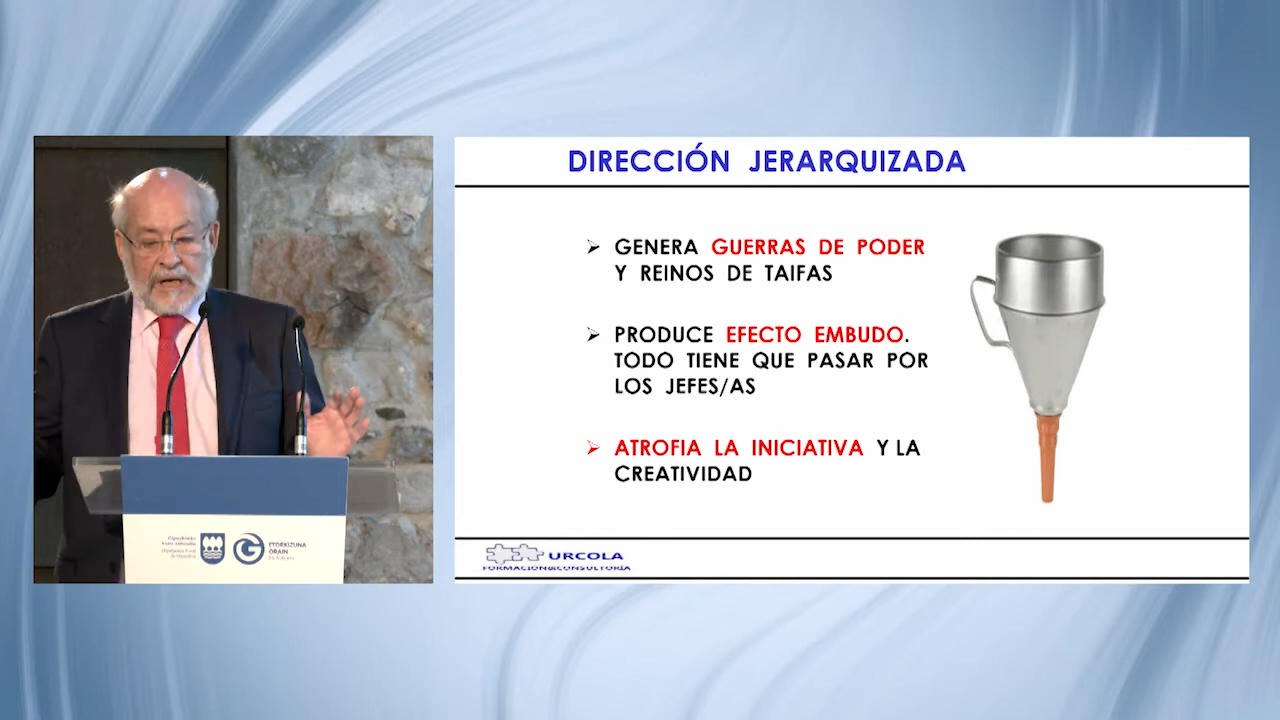 DIRECCIÓN JERARQUIZADA
➢ GENERA GUERRAS DE PODER
Y REINOS DE TAIFAS
➢ PRODUCE EFECTO EMBUDO.
TODO TIENE QUE PASAR POR
LOS JEFES/AS
➢ ATROFIA LA INICIATIVA Y LA
CREATIVIDAD
URCOLA
FORMACIÓN&CONSULTORÍA
ETORKIZUNA
ORAIN